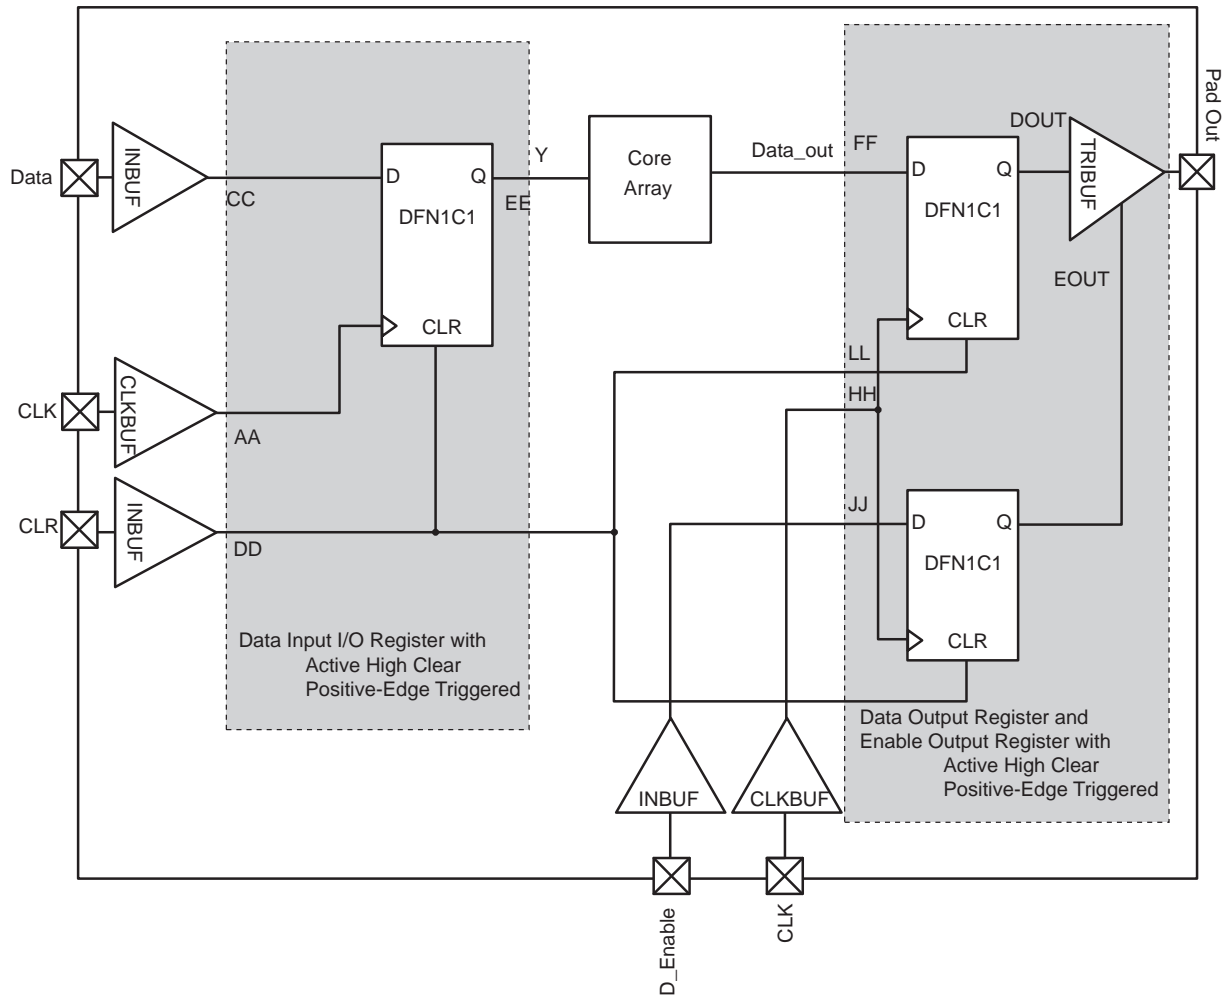 Pad Out
Data
INBUF
CC
D
Q
DFN1C1
CLR
Y
EE
Core
Array
Data_out
FF
D
Q
DFN1C1
CLR
DOUT
TRIBUF
EOUT
CLK
CLKBUF
AA
LL
HH
CLR
INBUF
DD
JJ
D
Q
DFN1C1
CLR
Data Input I/O Register with
Active High Clear
Positive-Edge Triggered
Data Output Register and
Enable Output Register with
Active High Clear
Positive-Edge Triggered
INBUF
CLKBUF
D_Enable
CLK